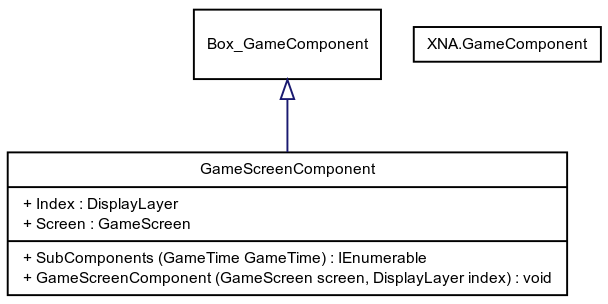 Box_GameComponent
XNA.GameComponent
GameScreenComponent
+ Index : DisplayLayer
+ Screen : GameScreen
+ SubComponents (GameTime GameTime) : IEnumerable
+ GameScreenComponent (GameScreen screen, DisplayLayer index) : void